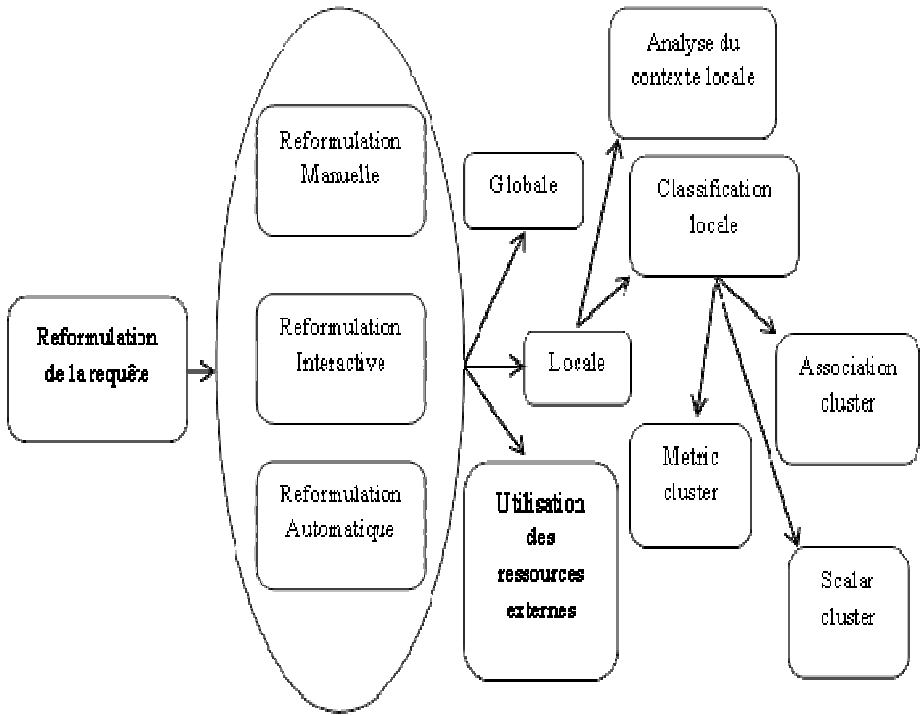 Reformulation
de la requête
Reformulation
Manuelle
Reformulation
Interactive
Reformulation
Automatique
Globale
Locale
Utilisation
des
ressources
externes
Analyse du
contexte locale
Classification
locale
Metric
cluster
Association
cluster
Scalar
cluster